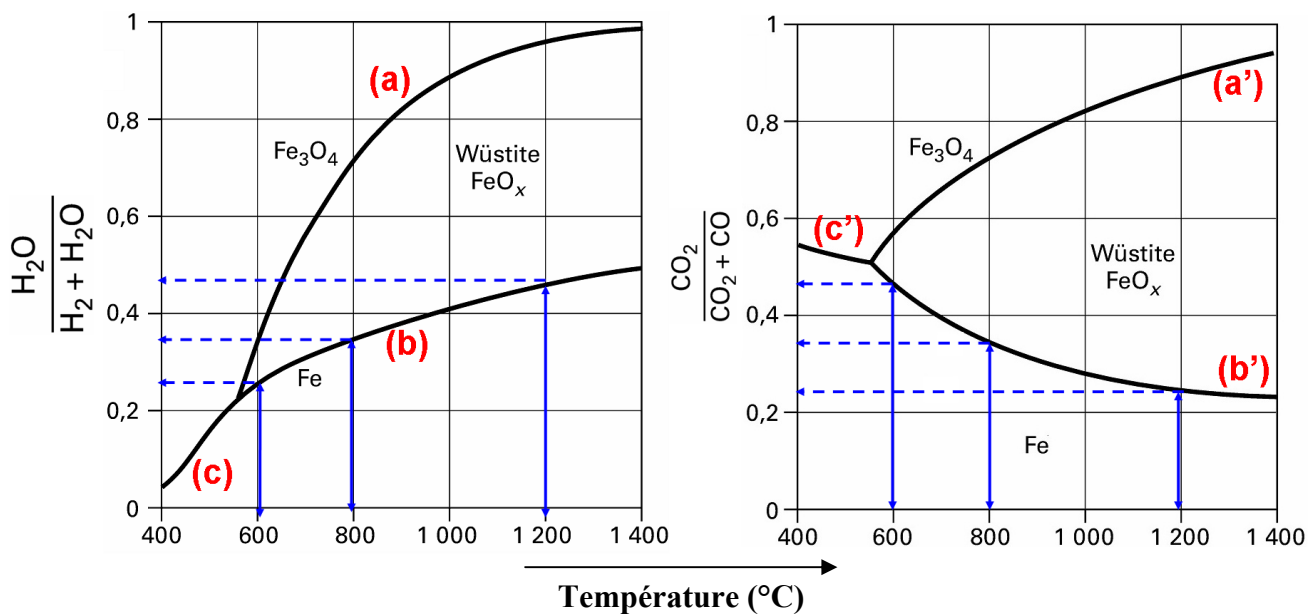 H₂O
H₂ + H₂O
1
0,8
0,6
0,4
0,2
0
(a)
Fe₃O₄
Wüstite
FeOₓ
(b)
Fe
(c)
400 600 800 1 000 1 200 1 400
CO₂
CO₂ + CO
1
0,8
0,6
0,4
0,2
0
(a’)
Fe₃O₄
(c’)
Wüstite
FeOₓ
(b’)
Fe
400 600 800 1 000 1 200 1 400
Température (°C)